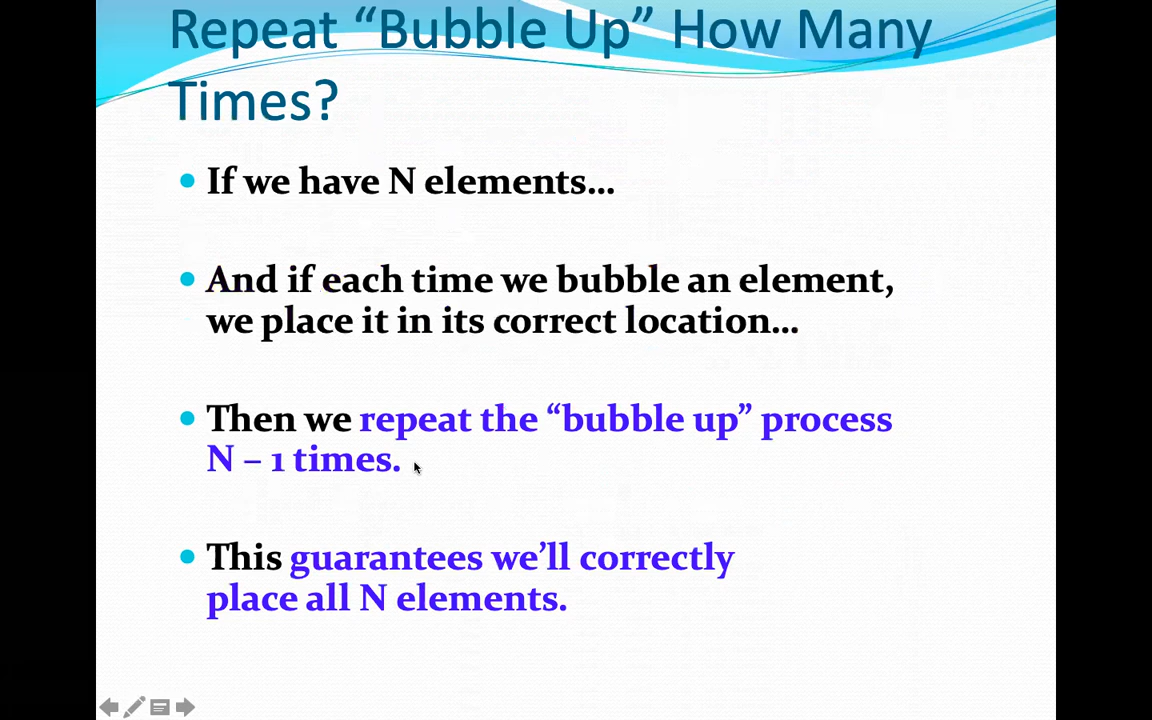 Repeat “Bubble Up” How Many
Times?
If we have N elements…
And if each time we bubble an element,
we place it in its correct location…
Then we repeat the “bubble up” process
N – 1 times.
This guarantees we’ll correctly
place all N elements.